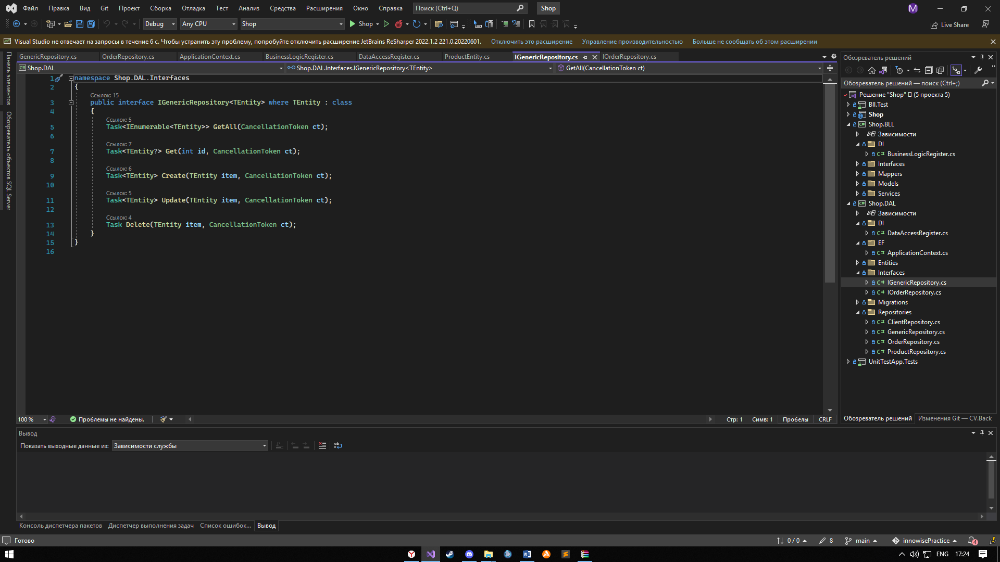 Файл Правка Вид Git Проект Сборка Отладка Тест Анализ Средства Расширения Окно Справка Поиск (Ctrl+Q) Shop M
Debug Any CPU Shop Shop Live Share
Visual Studio не отвечает на запросы в течение 6 с. Чтобы устранить эту проблему, попробуйте отключить расширение JetBrains ReSharper 2022.1.2 221.0.20220601. Отключить это расширение Управление производительностью Больше не сообщать об этом расширении
Панель элементов
Обозреватель объектов SQL Server
GenericRepository.cs OrderRepository.cs ApplicationContext.cs BusinessLogicRegister.cs DataAccessRegister.cs ProductEntity.cs IGenericRepository.cs IOrderRepository.cs
Shop.DAL Shop.DAL.Interfaces.IGenericRepository<TEntity> GetAll(CancellationToken ct)
1 namespace Shop.DAL.Interfaces
2 {
Ссылок: 15
3 public interface IGenericRepository<TEntity> where TEntity : class
4 {
Ссылок: 5
5 Task<IEnumerable<TEntity>> GetAll(CancellationToken ct);
6
Ссылок: 7
7 Task<TEntity?> Get(int id, CancellationToken ct);
8
Ссылок: 6
9 Task<TEntity> Create(TEntity item, CancellationToken ct);
10
Ссылок: 5
11 Task<TEntity> Update(TEntity item, CancellationToken ct);
12
Ссылок: 4
13 Task Delete(TEntity item, CancellationToken ct);
14 }
15 }
16
100 % Проблемы не найдены. Стр: 1 Симв: 1 Пробелы CRLF
Обозреватель решений
Обозреватель решений — поиск (Ctrl+;)
Решение "Shop" (5 проекта 5)
Bll.Test
Shop
Shop.BLL
Зависимости
DI
C# BusinessLogicRegister.cs
Interfaces
Mappers
Models
Services
Shop.DAL
Зависимости
DI
C# DataAccessRegister.cs
EF
C# ApplicationContext.cs
Entities
Interfaces
C# IGenericRepository.cs
C# IOrderRepository.cs
Migrations
Repositories
C# ClientRepository.cs
C# GenericRepository.cs
C# OrderRepository.cs
C# ProductRepository.cs
UnitTestApp.Tests
Обозреватель решений Изменения Git — CV.Back
Вывод
Показать выходные данные из: Зависимости службы
Консоль диспетчера пакетов Диспетчер выполнения задач Список ошибок... Вывод
Готово 0 / 0 8 main innowisePractice 4
ENG 17:24